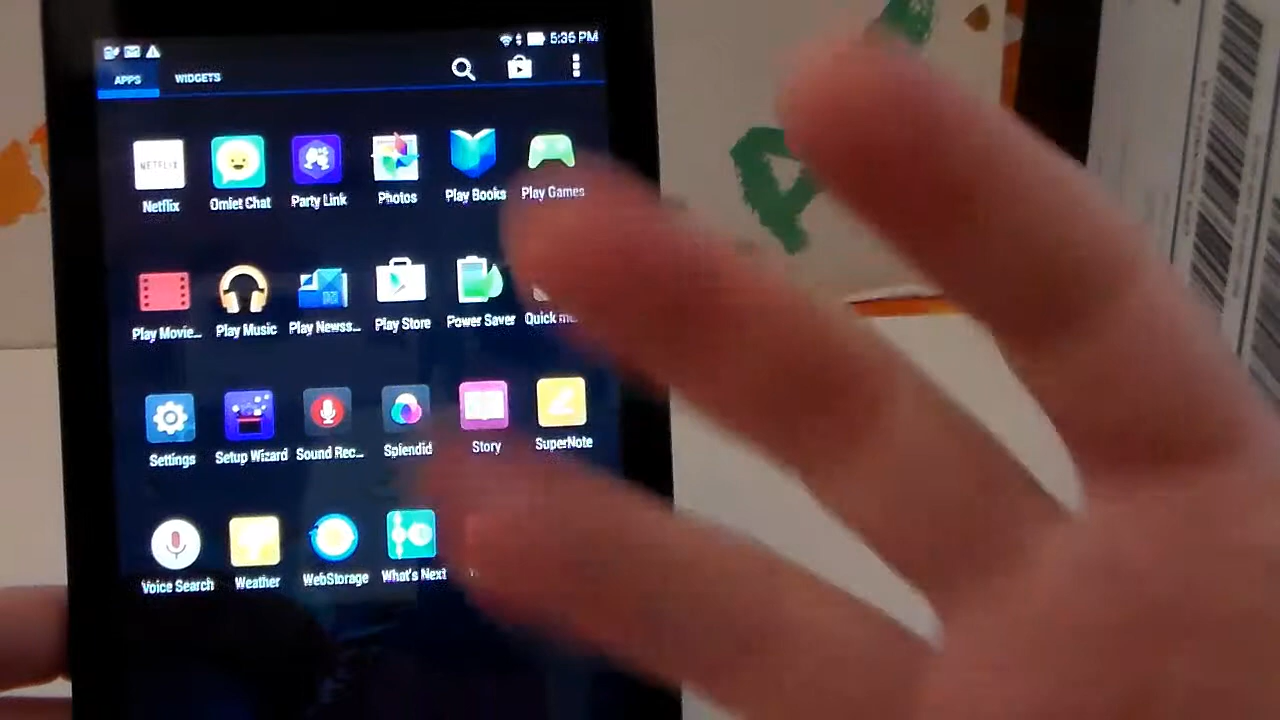 5:36 PM
APPS WIDGETS
NETFLIX
Netflix Omlet Chat Party Link Photos Play Books Play Games
Play Movie... Play Music Play Newss... Play Store Power Saver Quick m...
Settings Setup Wizard Sound Rec... Splendid Story SuperNote
Voice Search Weather WebStorage What's Next